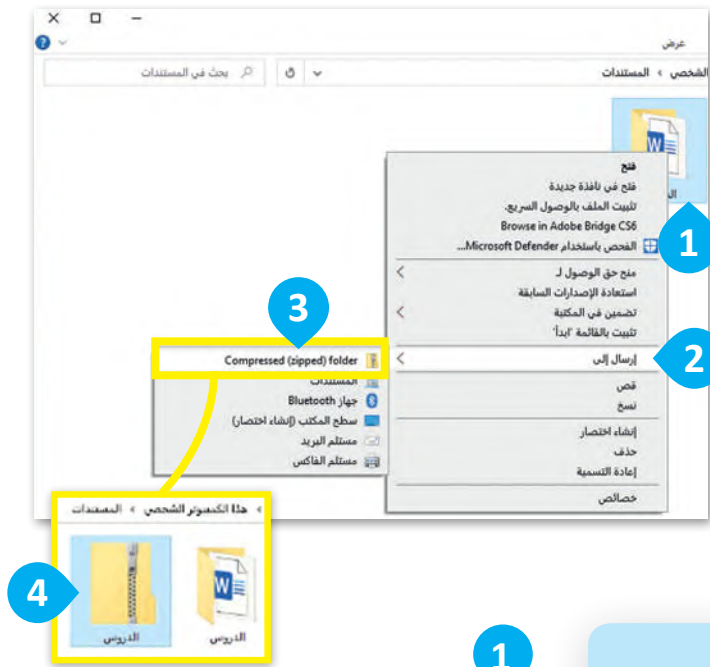 عرض
الشخصي › المستندات
بحث في المستندات
1
فتح
فتح في نافذة جديدة
تثبيت الملف بالوصول السريع.
Browse in Adobe Bridge CS6
الفحص باستخدام Microsoft Defender...
منح حق الوصول لـ
استعادة الإصدارات السابقة
تضمين في المكتبة
تثبيت بالقائمة "ابدأ"
2
إرسال إلى
قص
نسخ
إنشاء اختصار
حذف
إعادة التسمية
خصائص
3
Compressed (zipped) folder
المستندات
جهاز Bluetooth
سطح المكتب (إنشاء اختصار)
مستلم البريد
مستلم الفاكس
هذا الكمبيوتر الشخصي › المستندات
4
الدروس
الدروس
1